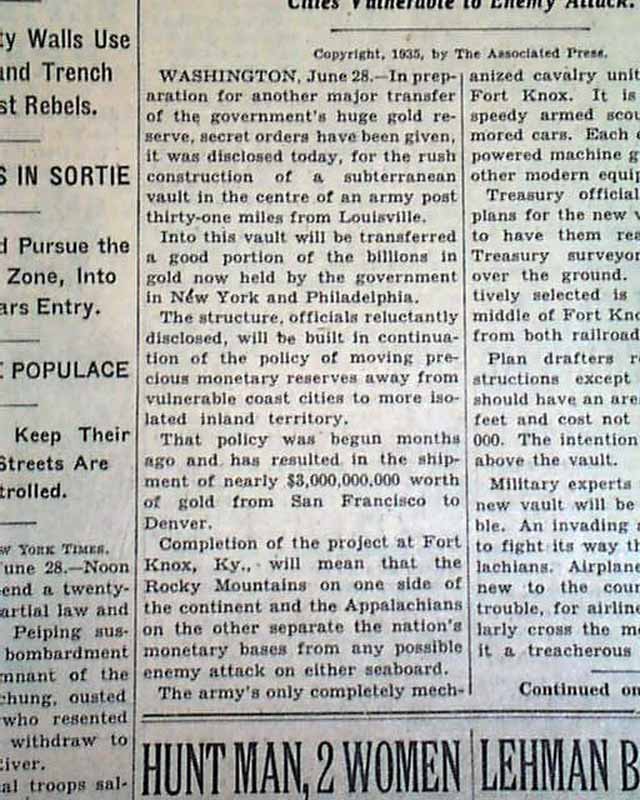 Cities Vulnerable to Enemy Attack.
ty Walls Use
and Trench
st Rebels.
S IN SORTIE
d Pursue the
Zone, Into
ars Entry.
E POPULACE
Keep Their
Streets Are
trolled.
W YORK TIMES.
June 28.—Noon
end a twenty-
artial law and
Peiping sus-
bombardment
mnant of the
chung, ousted
who resented
withdraw to
River.
al troops sal-
Copyright, 1935, by The Associated Press.
WASHINGTON, June 28.—In prep-
aration for another major transfer
of the government's huge gold re-
serve, secret orders have been given,
it was disclosed today, for the rush
construction of a subterranean
vault in the centre of an army post
thirty-one miles from Louisville.
Into this vault will be transferred
a good portion of the billions in
gold now held by the government
in New York and Philadelphia.
The structure, officials reluctantly
disclosed, will be built in continua-
tion of the policy of moving pre-
cious monetary reserves away from
vulnerable coast cities to more iso-
lated inland territory.
That policy was begun months
ago and has resulted in the ship-
ment of nearly $3,000,000,000 worth
of gold from San Francisco to
Denver.
Completion of the project at Fort
Knox, Ky., will mean that the
Rocky Mountains on one side of
the continent and the Appalachians
on the other separate the nation's
monetary bases from any possible
enemy attack on either seaboard.
The army's only completely mech-
anized cavalry unit
Fort Knox. It is
speedy armed scou
mored cars. Each
powered machine g
other modern equip
Treasury official
plans for the new v
to have them rea
Treasury surveyor
over the ground.
tively selected is
middle of Fort Kno
from both railroad
Plan drafters r
structions except
should have an are
feet and cost not
000. The intention
above the vault.
Military experts
new vault will be
ble. An invading
to fight its way th
lachians. Airplane
new to the cour
trouble, for airline
larly cross the mo
it a treacherous
Continued on
HUNT MAN, 2 WOMEN
LEHMAN B